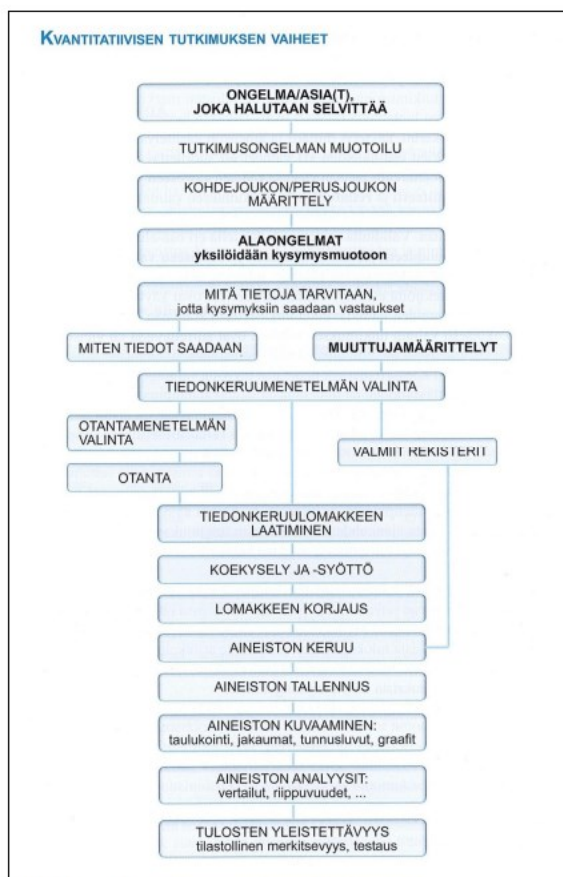 KVANTITATIIVISEN TUTKIMUKSEN VAIHEET
ONGELMA/ASIA(T),
JOKA HALUTAAN SELVITTÄÄ
TUTKIMUSONGELMAN MUOTOILU
KOHDEJOUKON/PERUSJOUKON
MÄÄRITTELY
ALAONGELMAT
yksilöidään kysymysmuotoon
MITÄ TIETOJA TARVITAAN,
jotta kysymyksiin saadaan vastaukset
MITEN TIEDOT SAADAAN
MUUTTUJAMÄÄRITTELYT
TIEDONKERUUMENETELMÄN VALINTA
OTANTAMENETELMÄN
VALINTA
VALMIIT REKISTERIT
OTANTA
TIEDONKERUULOMAKKEEN
LAATIMINEN
KOEKYSELY JA -SYÖTTÖ
LOMAKKEEN KORJAUS
AINEISTON KERUU
AINEISTON TALLENNUS
AINEISTON KUVAAMINEN:
taulukointi, jakaumat, tunnusluvut, graafit
AINEISTON ANALYYSIT:
vertailut, riippuvuudet, ...
TULOSTEN YLEISTETTÄVYYS
tilastollinen merkitsevyys, testaus